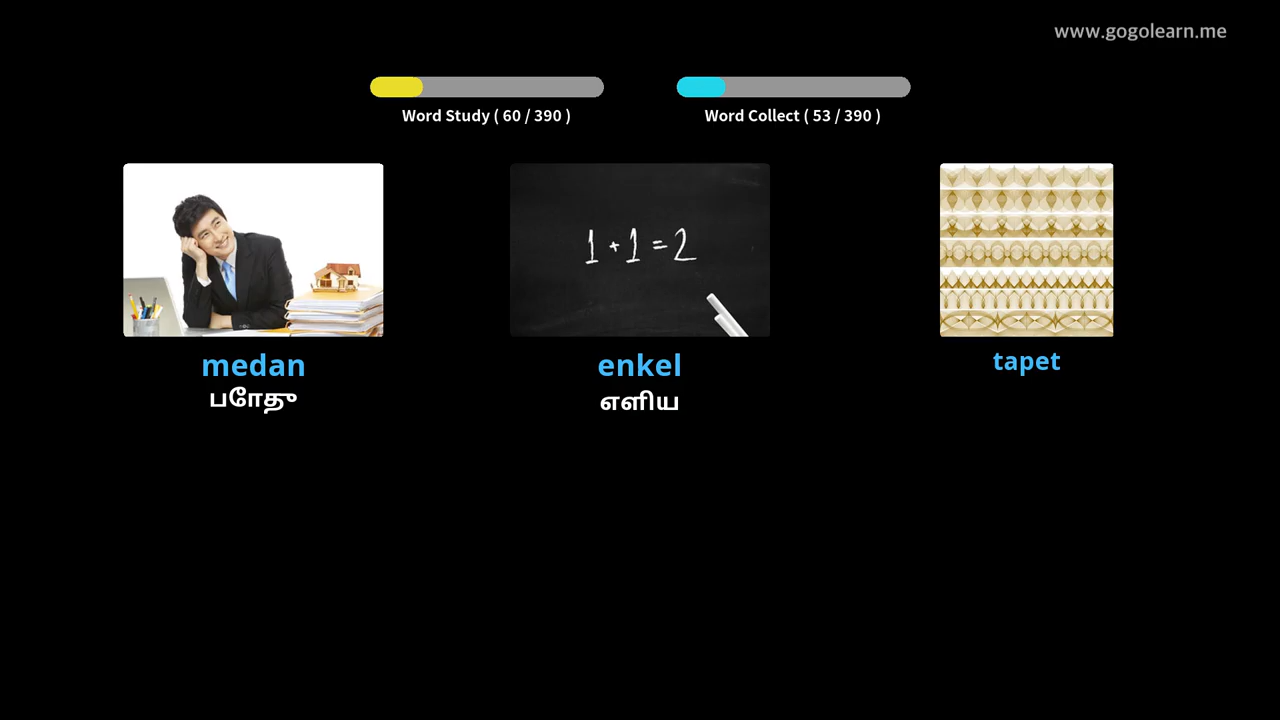 www.gogolearn.me
Word Study ( 60 / 390 )
Word Collect ( 53 / 390 )
1 + 1 = 2
medan
பேோது
enkel
எளிய
tapet